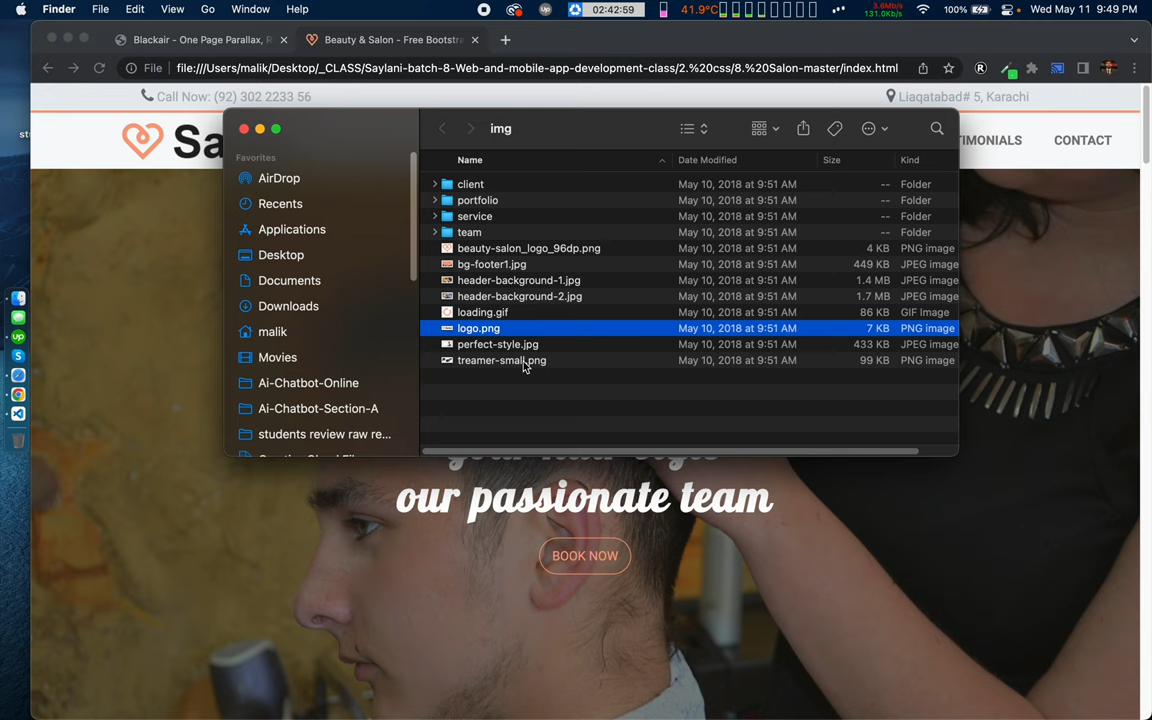 Finder File Edit View Go Window Help 02:42:59 41.9°C 3.6Mb/s 131.0Kb/s 100% Wed May 11 9:49 PM
Blackair - One Page Parallax, R
Beauty & Salon - Free Bootstra
File file:///Users/malik/Desktop/_CLASS/Saylani-batch-8-Web-and-mobile-app-development-class/2.%20css/8.%20Salon-master/index.html
Call Now: (92) 302 2233 56
Liaqatabad# 5, Karachi
Sa
TIMONIALS CONTACT
img
Favorites
AirDrop
Recents
Applications
Desktop
Documents
Downloads
malik
Movies
Ai-Chatbot-Online
Ai-Chatbot-Section-A
students review raw re...
Name Date Modified Size Kind
client May 10, 2018 at 9:51 AM -- Folder
portfolio May 10, 2018 at 9:51 AM -- Folder
service May 10, 2018 at 9:51 AM -- Folder
team May 10, 2018 at 9:51 AM -- Folder
beauty-salon_logo_96dp.png May 10, 2018 at 9:51 AM 4 KB PNG image
bg-footer1.jpg May 10, 2018 at 9:51 AM 449 KB JPEG image
header-background-1.jpg May 10, 2018 at 9:51 AM 1.4 MB JPEG image
header-background-2.jpg May 10, 2018 at 9:51 AM 1.7 MB JPEG image
loading.gif May 10, 2018 at 9:51 AM 86 KB GIF Image
logo.png May 10, 2018 at 9:51 AM 7 KB PNG image
perfect-style.jpg May 10, 2018 at 9:51 AM 433 KB JPEG image
treamer-small.png May 10, 2018 at 9:51 AM 99 KB PNG image
our passionate team
BOOK NOW